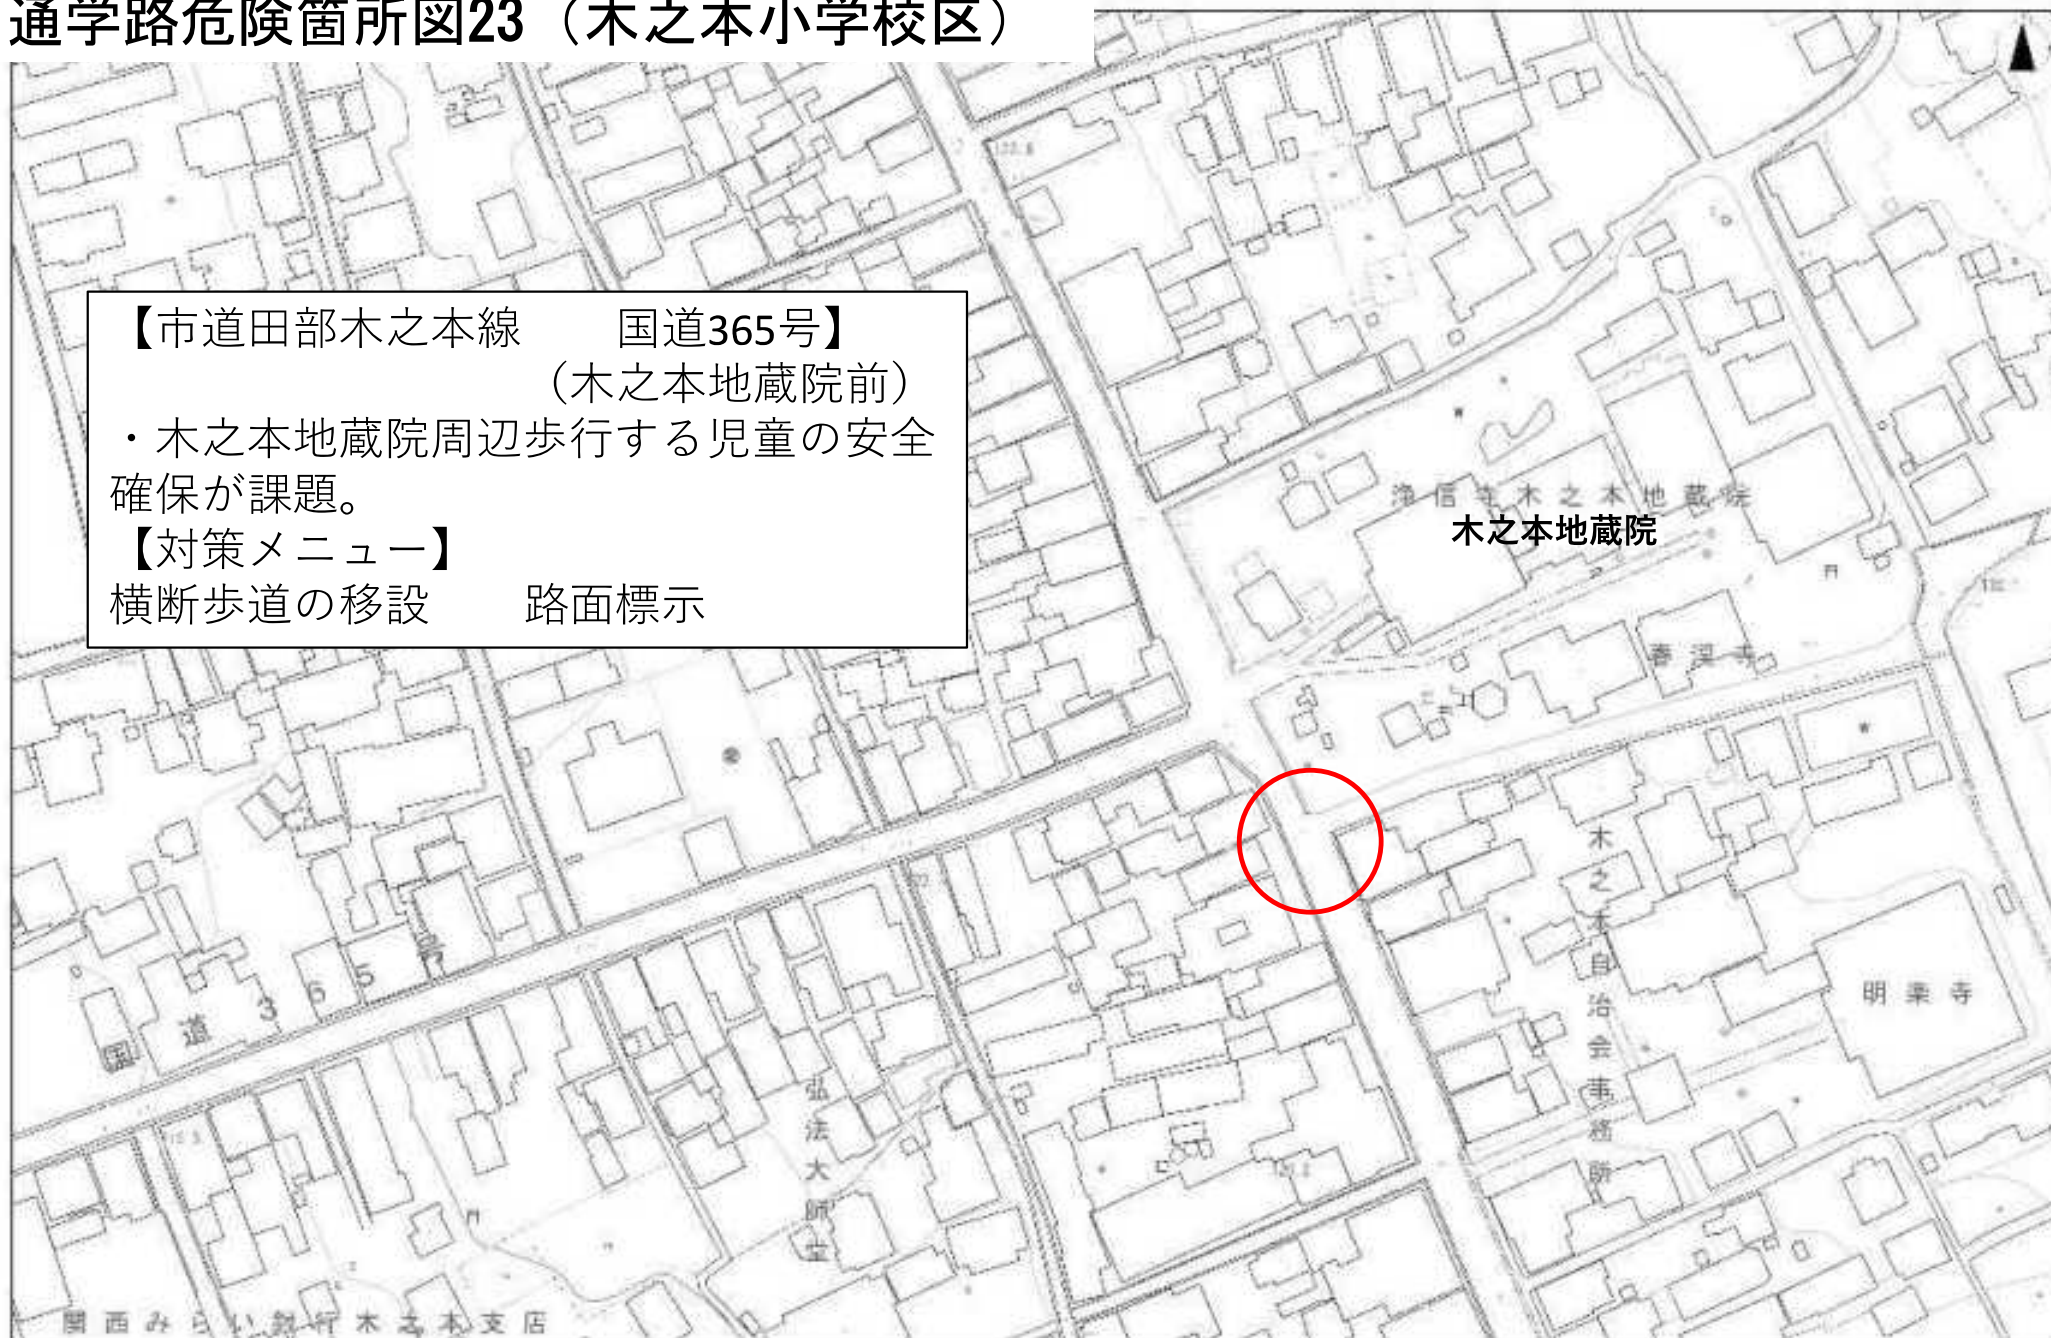 通学路危険箇所図23（木之本小学校区）
【市道田部木之本線　　国道365号】
（木之本地蔵院前）
・木之本地蔵院周辺歩行する児童の安全
確保が課題。
【対策メニュー】
横断歩道の移設　　路面標示
浄信寺木之本地蔵院
木之本地蔵院
木之本自治会事務所
明楽寺
国道365号
弘法大師堂
関西みらい銀行木之本支店